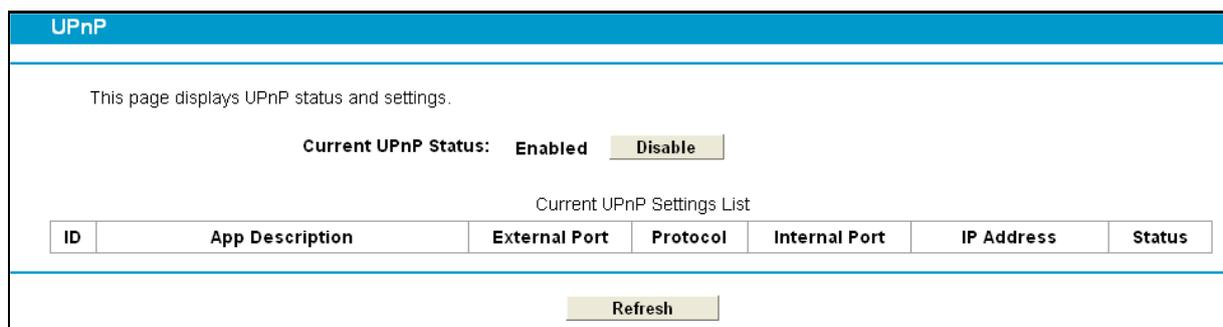 UPnP
This page displays UPnP status and settings.
Current UPnP Status: Enabled Disable
Current UPnP Settings List
ID App Description External Port Protocol Internal Port IP Address Status
Refresh